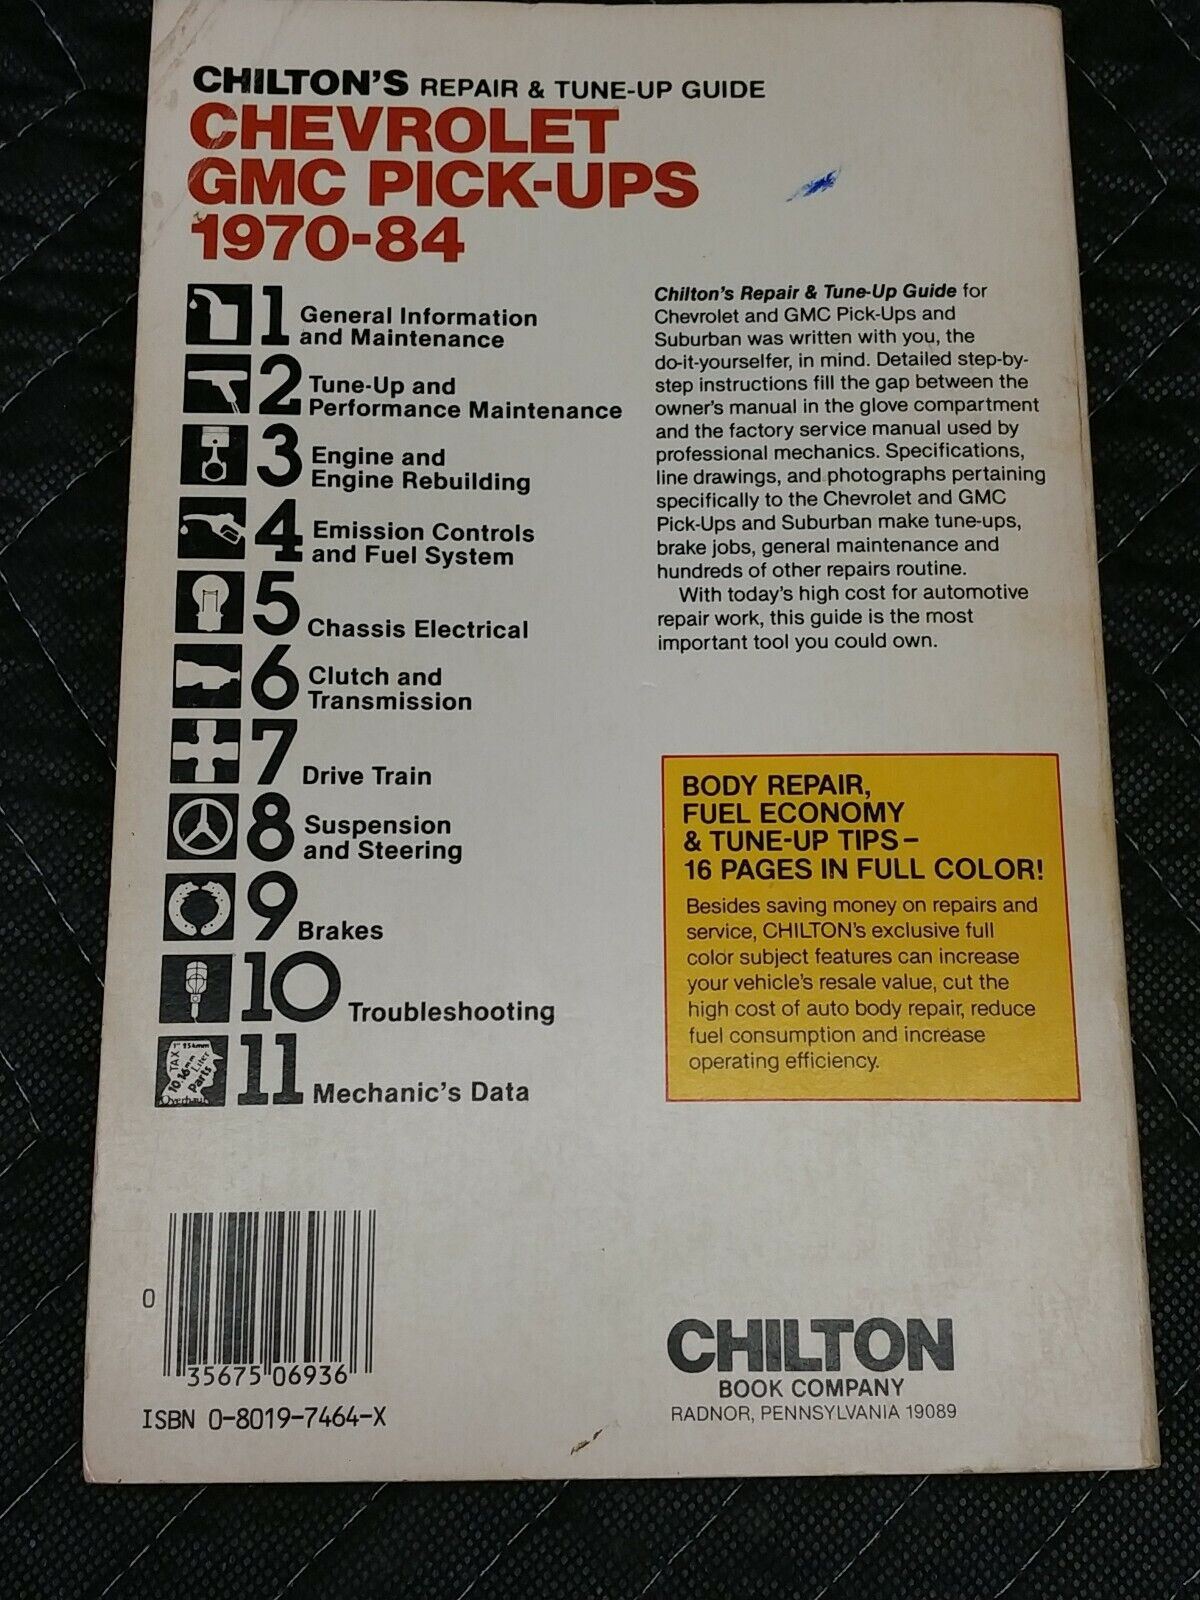 CHILTON'S REPAIR & TUNE-UP GUIDE
CHEVROLET
GMC PICK-UPS
1970-84
1 General Information
and Maintenance
2 Tune-Up and
Performance Maintenance
3 Engine and
Engine Rebuilding
4 Emission Controls
and Fuel System
5 Chassis Electrical
6 Clutch and
Transmission
7 Drive Train
8 Suspension
and Steering
9 Brakes
10 Troubleshooting
1" 254mm
TAX
10.16mm
Liter
Parts
Overhaul
11 Mechanic's Data
Chilton's Repair & Tune-Up Guide for
Chevrolet and GMC Pick-Ups and
Suburban was written with you, the
do-it-yourselfer, in mind. Detailed step-by-
step instructions fill the gap between the
owner's manual in the glove compartment
and the factory service manual used by
professional mechanics. Specifications,
line drawings, and photographs pertaining
specifically to the Chevrolet and GMC
Pick-Ups and Suburban make tune-ups,
brake jobs, general maintenance and
hundreds of other repairs routine.
With today's high cost for automotive
repair work, this guide is the most
important tool you could own.
BODY REPAIR,
FUEL ECONOMY
& TUNE-UP TIPS–
16 PAGES IN FULL COLOR!
Besides saving money on repairs and
service, CHILTON's exclusive full
color subject features can increase
your vehicle's resale value, cut the
high cost of auto body repair, reduce
fuel consumption and increase
operating efficiency.
0 35675 06936
ISBN 0-8019-7464-X
CHILTON
BOOK COMPANY
RADNOR, PENNSYLVANIA 19089